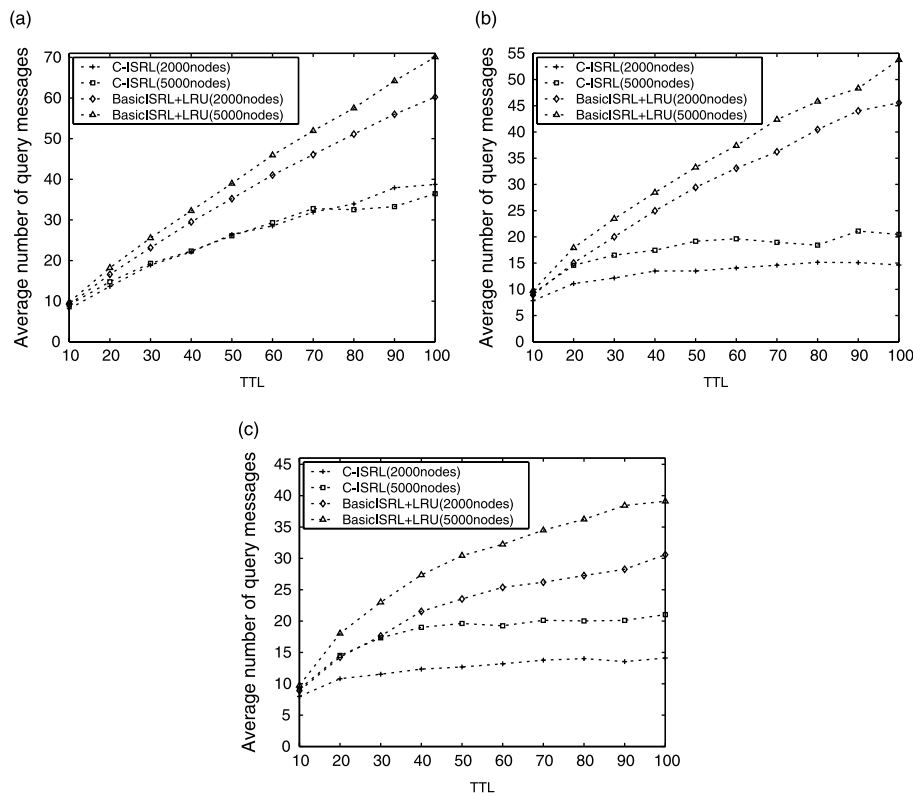 (a)
Average number of query messages
C-ISRL(2000nodes)
C-ISRL(5000nodes)
BasicISRL+LRU(2000nodes)
BasicISRL+LRU(5000nodes)
70
60
50
40
30
20
10
0
10 20 30 40 50 60 70 80 90 100
TTL
(b)
Average number of query messages
C-ISRL(2000nodes)
C-ISRL(5000nodes)
BasicISRL+LRU(2000nodes)
BasicISRL+LRU(5000nodes)
55
50
45
40
35
30
25
20
15
10
5
0
10 20 30 40 50 60 70 80 90 100
TTL
(c)
Average number of query messages
C-ISRL(2000nodes)
C-ISRL(5000nodes)
BasicISRL+LRU(2000nodes)
BasicISRL+LRU(5000nodes)
45
40
35
30
25
20
15
10
5
0
10 20 30 40 50 60 70 80 90 100
TTL